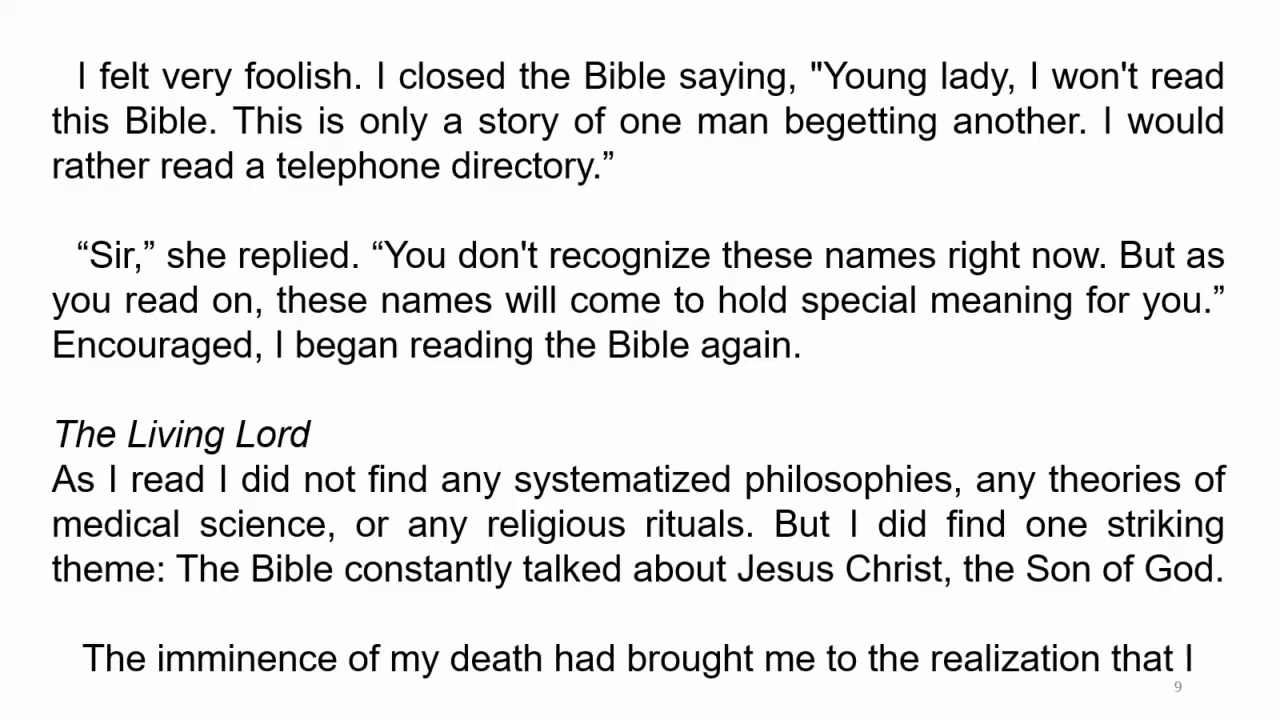 I felt very foolish. I closed the Bible saying, "Young lady, I won't read
this Bible. This is only a story of one man begetting another. I would
rather read a telephone directory.”
“Sir,” she replied. “You don't recognize these names right now. But as
you read on, these names will come to hold special meaning for you.”
Encouraged, I began reading the Bible again.
The Living Lord
As I read I did not find any systematized philosophies, any theories of
medical science, or any religious rituals. But I did find one striking
theme: The Bible constantly talked about Jesus Christ, the Son of God.
The imminence of my death had brought me to the realization that I
9